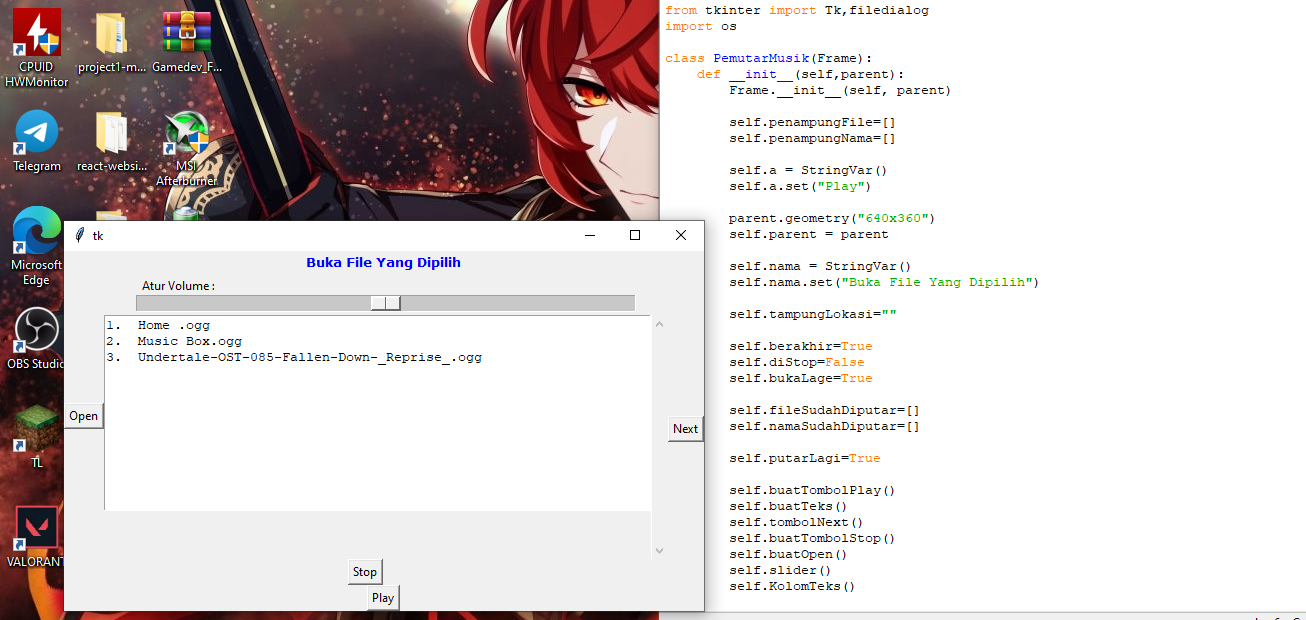 CPUID
HWMonitor
project1-m...
Gamedev_F...
Telegram
react-websi...
MSI
Afterburner
Microsoft
Edge
OBS Studio
TL
VALORANT
tk
Buka File Yang Dipilih
Atur Volume :
1. Home .ogg
2. Music Box.ogg
3. Undertale-OST-085-Fallen-Down-_Reprise_.ogg
Open
Next
Stop
Play
from tkinter import Tk,filedialog
import os
class PemutarMusik(Frame):
    def __init__(self,parent):
        Frame.__init__(self, parent)
        self.penampungFile=[]
        self.penampungNama=[]
        self.a = StringVar()
        self.a.set("Play")
        parent.geometry("640x360")
        self.parent = parent
        self.nama = StringVar()
        self.nama.set("Buka File Yang Dipilih")
        self.tampungLokasi=""
        self.berakhir=True
        self.diStop=False
        self.bukaLage=True
        self.fileSudahDiputar=[]
        self.namaSudahDiputar=[]
        self.putarLagi=True
        self.buatTombolPlay()
        self.buatTeks()
        self.tombolNext()
        self.buatTombolStop()
        self.buatOpen()
        self.slider()
        self.KolomTeks()